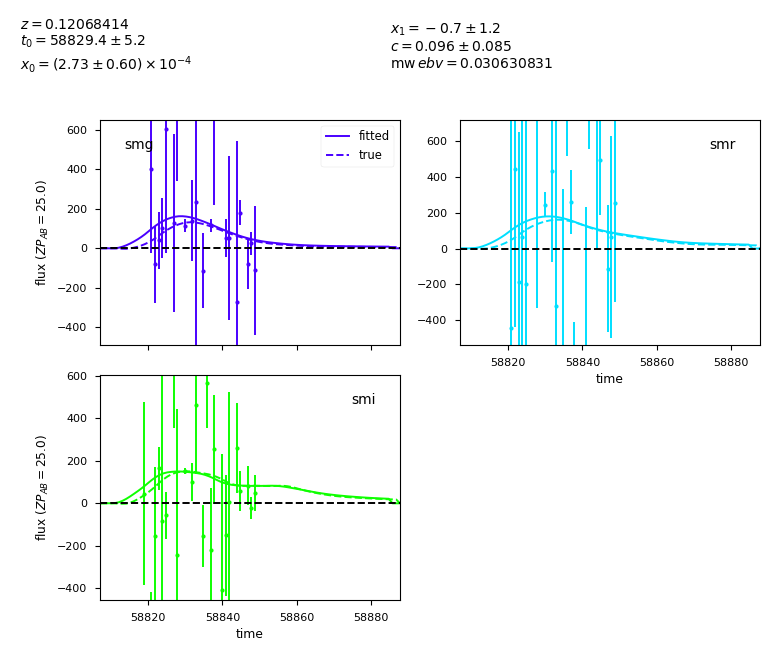 z = 0.12068414
t₀ = 58829.4 ± 5.2
x₀ = (2.73 ± 0.60) × 10⁻⁴
x₁ = −0.7 ± 1.2
c = 0.096 ± 0.085
mw ebv = 0.030630831
smg
fitted
true
600
400
200
0
−200
−400
flux (ZP_AB = 25.0)
smr
600
400
200
0
−200
−400
58820 58840 58860 58880
time
smi
600
400
200
0
−200
−400
flux (ZP_AB = 25.0)
58820 58840 58860 58880
time